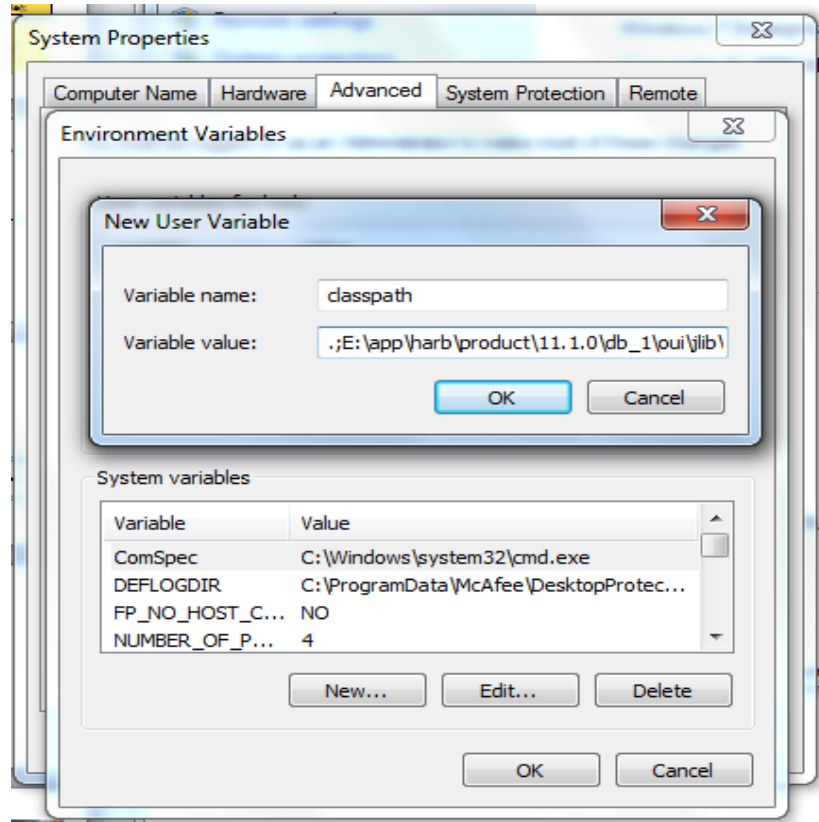 System Properties
Computer Name Hardware Advanced System Protection Remote
Environment Variables
New User Variable
Variable name: classpath
Variable value: .;E:\app\harb\product\11.1.0\db_1\oui\jlib\
OK Cancel
System variables
Variable Value
ComSpec C:\Windows\system32\cmd.exe
DEFLOGDIR C:\ProgramData\McAfee\DesktopProtec...
FP_NO_HOST_C... NO
NUMBER_OF_P... 4
New... Edit... Delete
OK Cancel